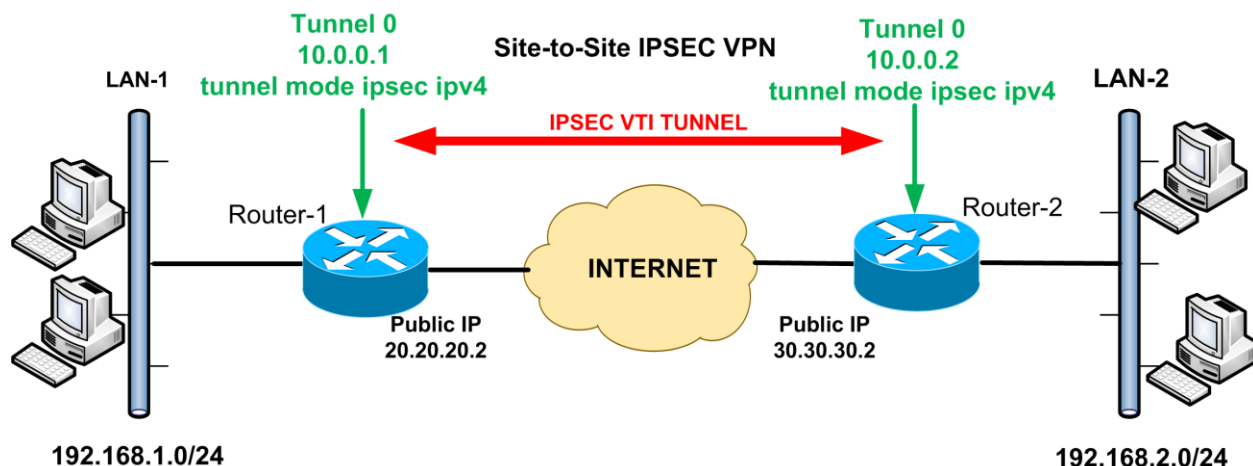 Tunnel 0
10.0.0.1
tunnel mode ipsec ipv4
Site-to-Site IPSEC VPN
Tunnel 0
10.0.0.2
tunnel mode ipsec ipv4
LAN-1
LAN-2
IPSEC VTI TUNNEL
Router-1
Router-2
INTERNET
Public IP
20.20.20.2
Public IP
30.30.30.2
192.168.1.0/24
192.168.2.0/24